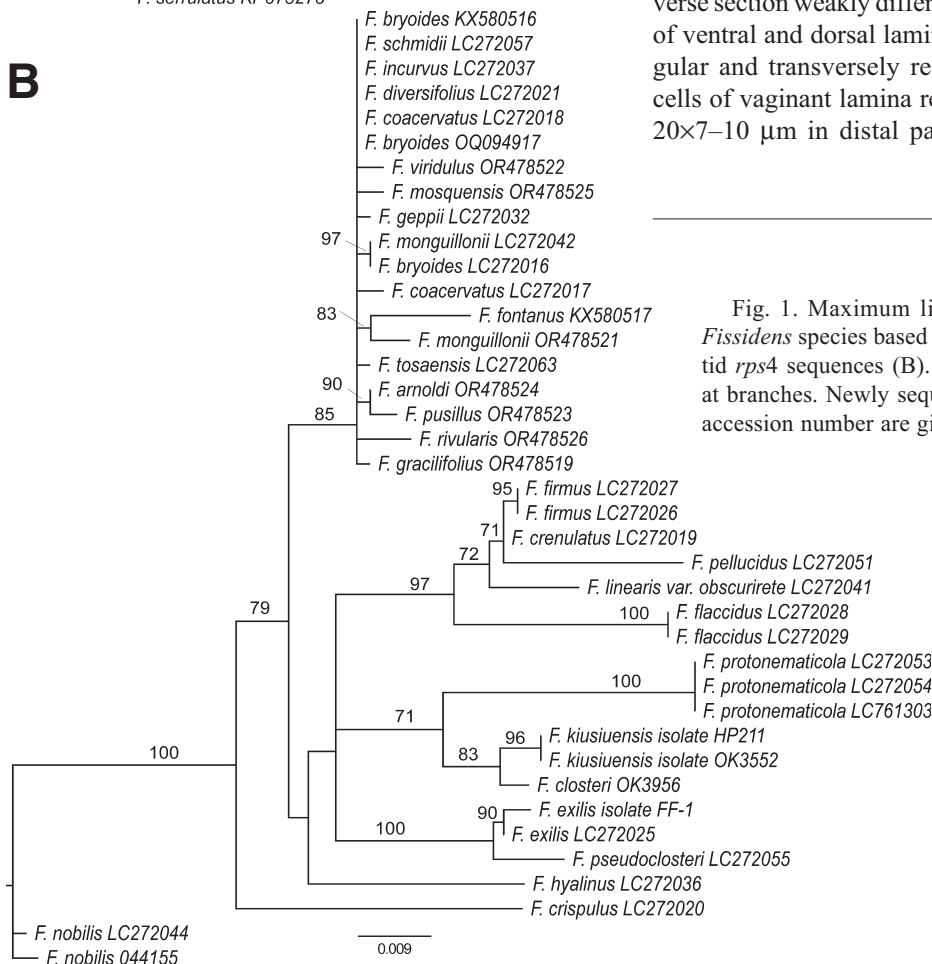 B
F. bryoides KX580516
F. schmidii LC272057
F. incurvus LC272037
F. diversifolius LC272021
F. coacervatus LC272018
F. bryoides OQ094917
F. viridulus OR478522
F. mosquensis OR478525
F. geppii LC272032
97
F. monguillonii LC272042
F. bryoides LC272016
F. coacervatus LC272017
83
F. fontanus KX580517
F. monguillonii OR478521
F. tosaensis LC272063
90
F. arnoldi OR478524
F. pusillus OR478523
85
F. rivularis OR478526
F. gracilifolius OR478519
95
F. firmus LC272027
F. firmus LC272026
71
F. crenulatus LC272019
72
F. pellucidus LC272051
97
F. linearis var. obscurirete LC272041
100
F. flaccidus LC272028
F. flaccidus LC272029
79
F. protonematicola LC272053
100
F. protonematicola LC272054
F. protonematicola LC761303
71
96
F. kiusiuensis isolate HP211
83
F. kiusiuensis isolate OK3552
100
F. closteri OK3956
90
F. exilis isolate FF-1
100
F. exilis LC272025
F. pseudoclosteri LC272055
F. hyalinus LC272036
F. crispulus LC272020
F. nobilis LC272044
F. nobilis 044155
0.009
verse section weakly differen
of ventral and dorsal lamin
gular and transversely re
cells of vaginant lamina re
20×7–10 μm in distal pa
Fig. 1. Maximum li
Fissidens species based
tid rps4 sequences (B).
at branches. Newly sequ
accession number are gi